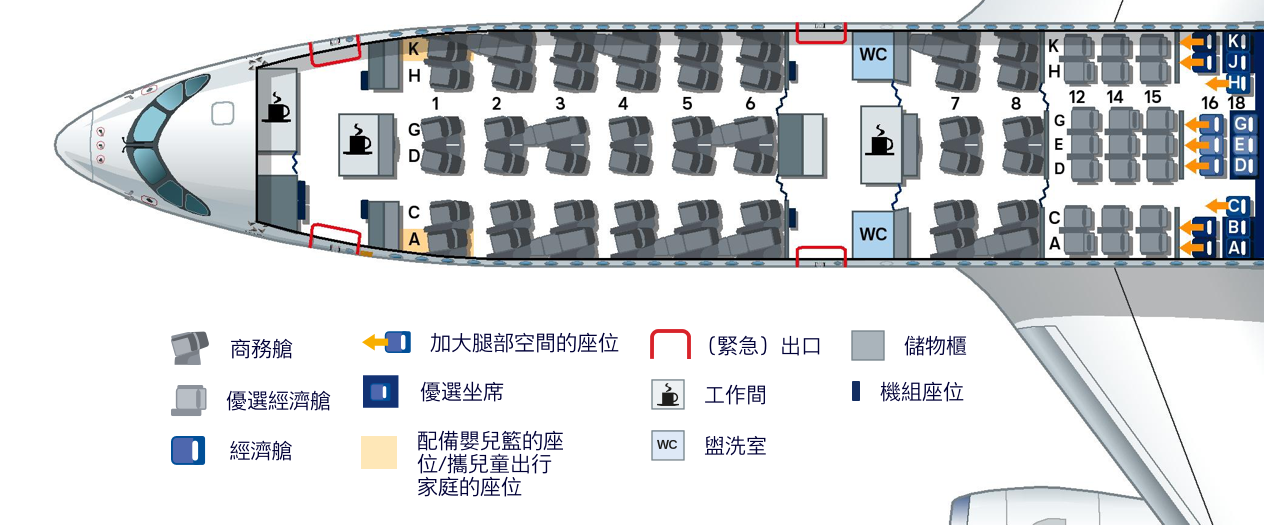 K
H
1 2 3 4 5 6
G
D
C
A
WC
WC
7 8
K
H
12 14 15
G
E
D
C
A
16 18
K
J
H
G
E
D
C
B
A
商務艙
優選經濟艙
經濟艙
加大腿部空間的座位
優選坐席
配備嬰兒籃的座
位/攜兒童出行
家庭的座位
（緊急）出口
工作間
WC 盥洗室
儲物櫃
機組座位